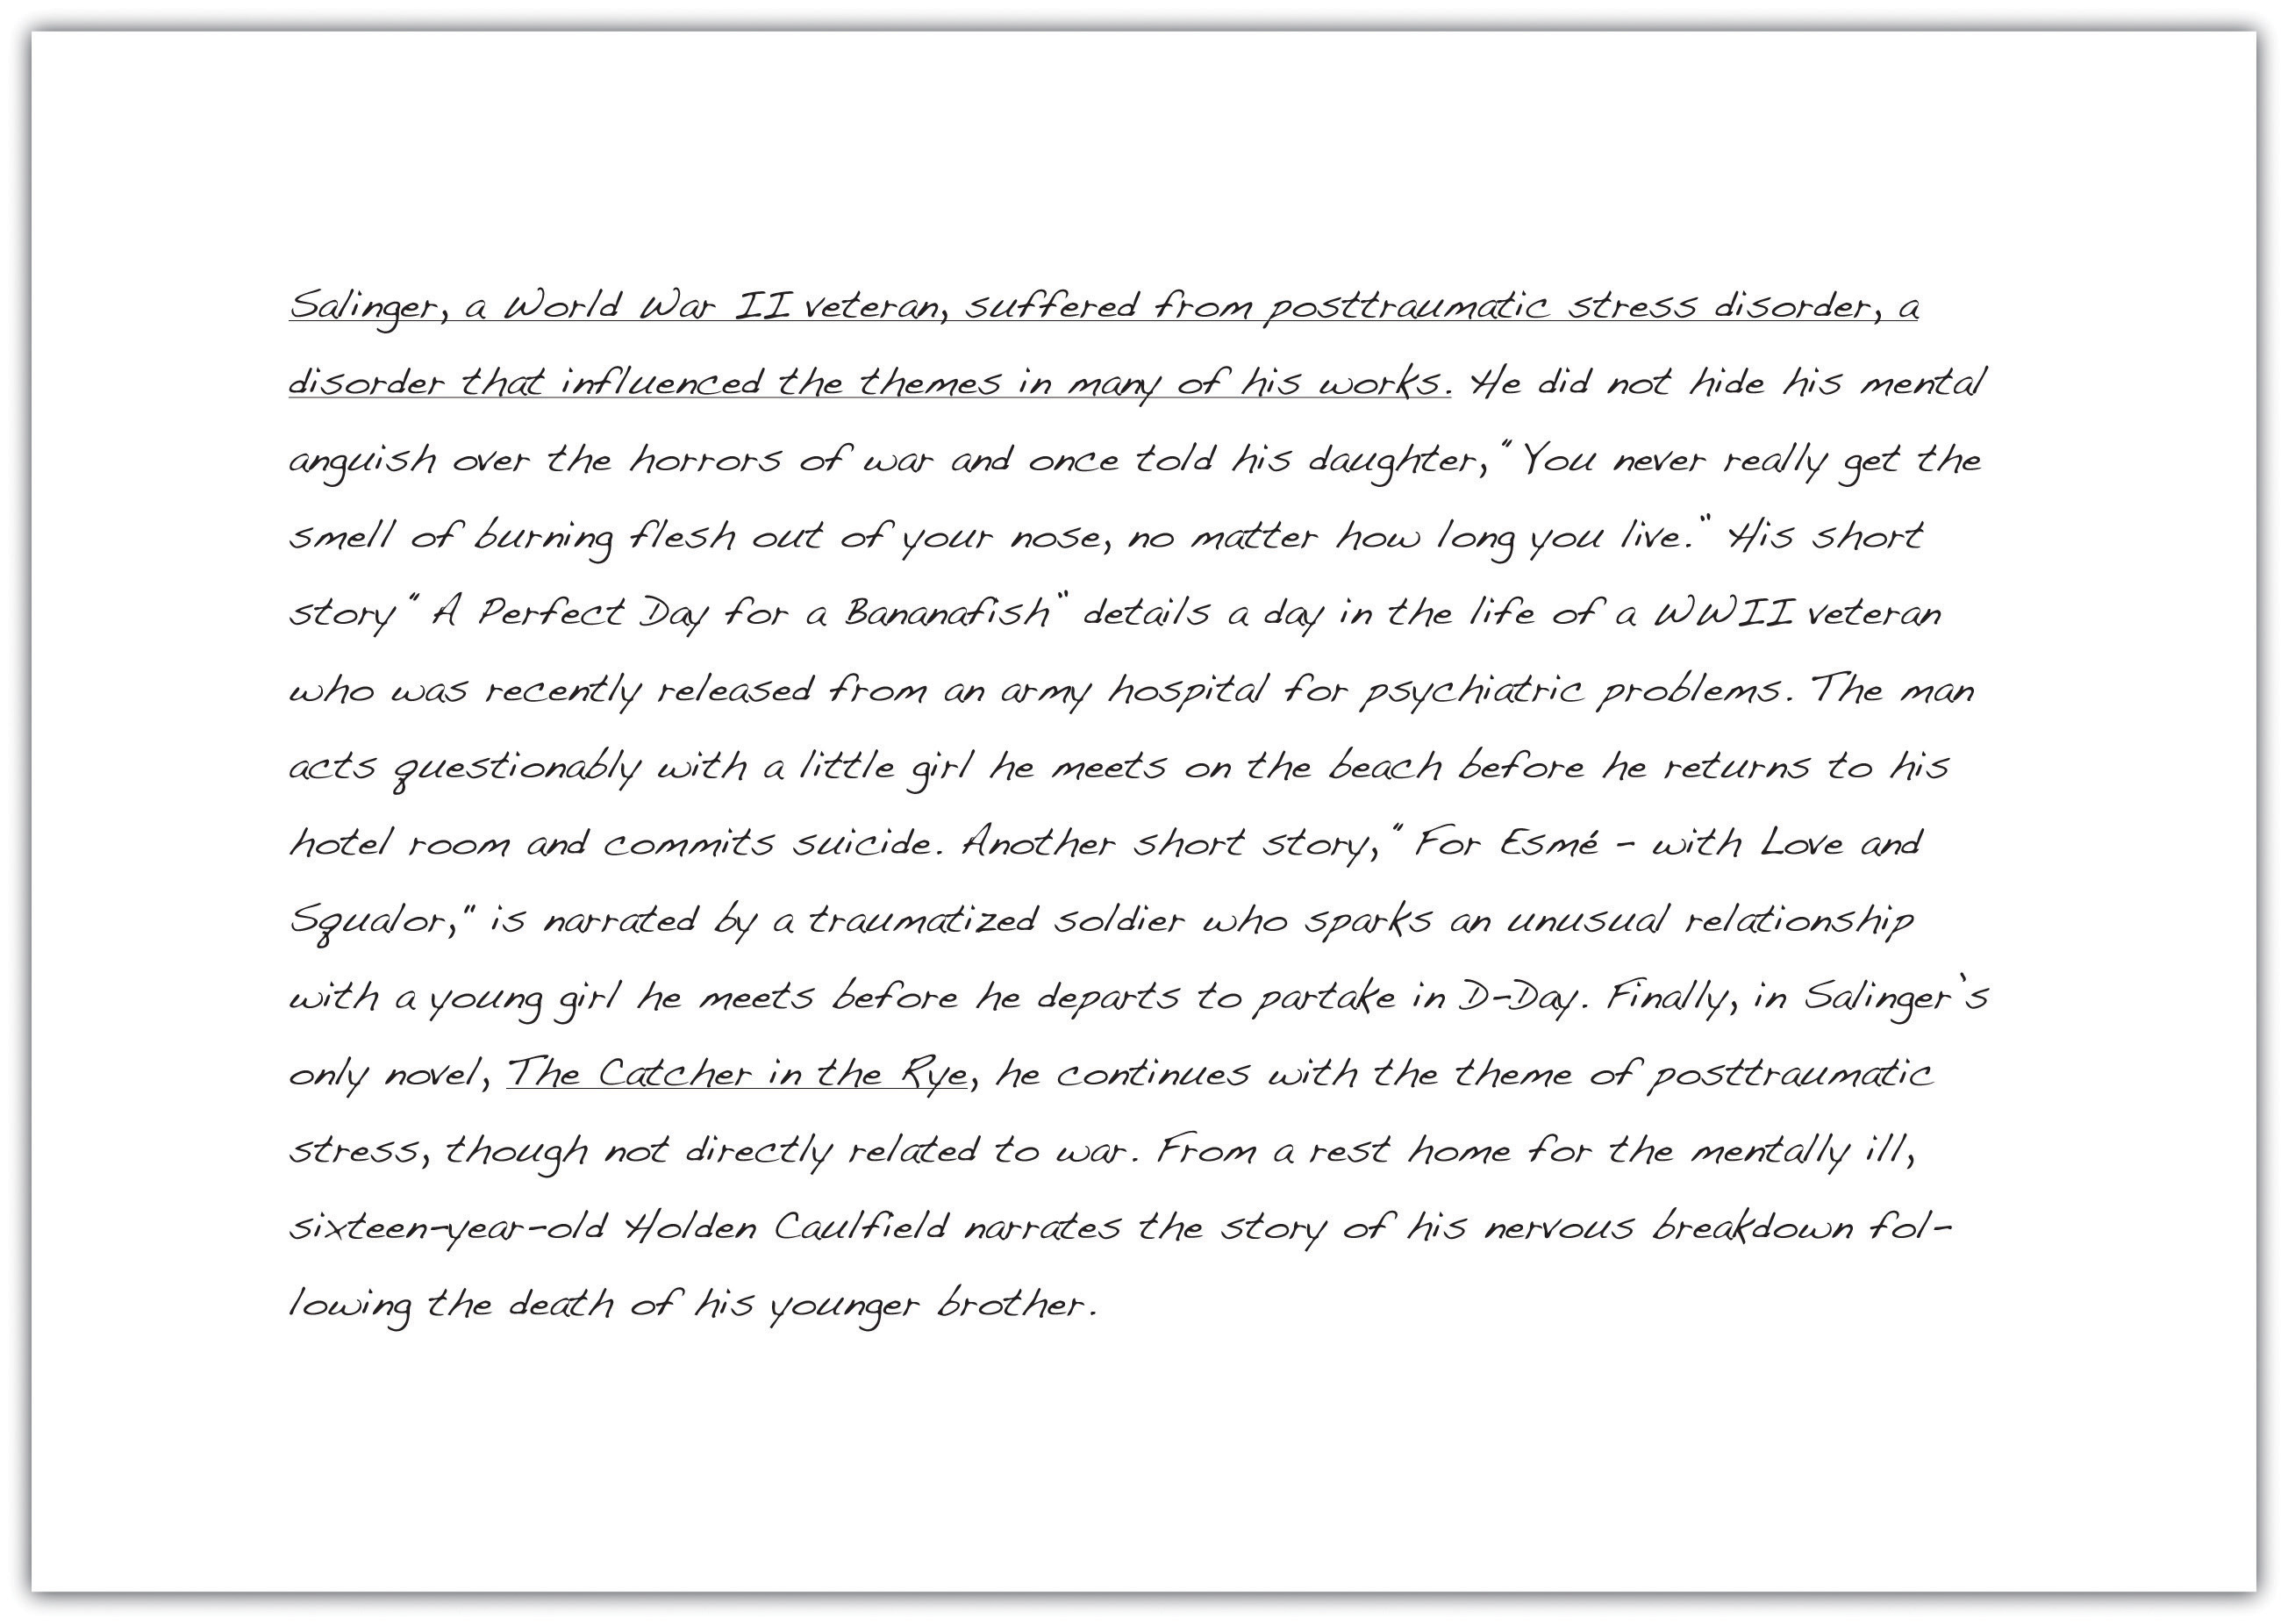 Salinger, a World War II veteran, suffered from posttraumatic stress disorder, a
disorder that influenced the themes in many of his works. He did not hide his mental
anguish over the horrors of war and once told his daughter, "You never really get the
smell of burning flesh out of your nose, no matter how long you live." His short
story "A Perfect Day for a Bananafish" details a day in the life of a WWII veteran
who was recently released from an army hospital for psychiatric problems. The man
acts questionably with a little girl he meets on the beach before he returns to his
hotel room and commits suicide. Another short story, "For Esmé - with Love and
Squalor," is narrated by a traumatized soldier who sparks an unusual relationship
with a young girl he meets before he departs to partake in D-Day. Finally, in Salinger's
only novel, The Catcher in the Rye, he continues with the theme of posttraumatic
stress, though not directly related to war. From a rest home for the mentally ill,
sixteen-year-old Holden Caulfield narrates the story of his nervous breakdown fol-
lowing the death of his younger brother.